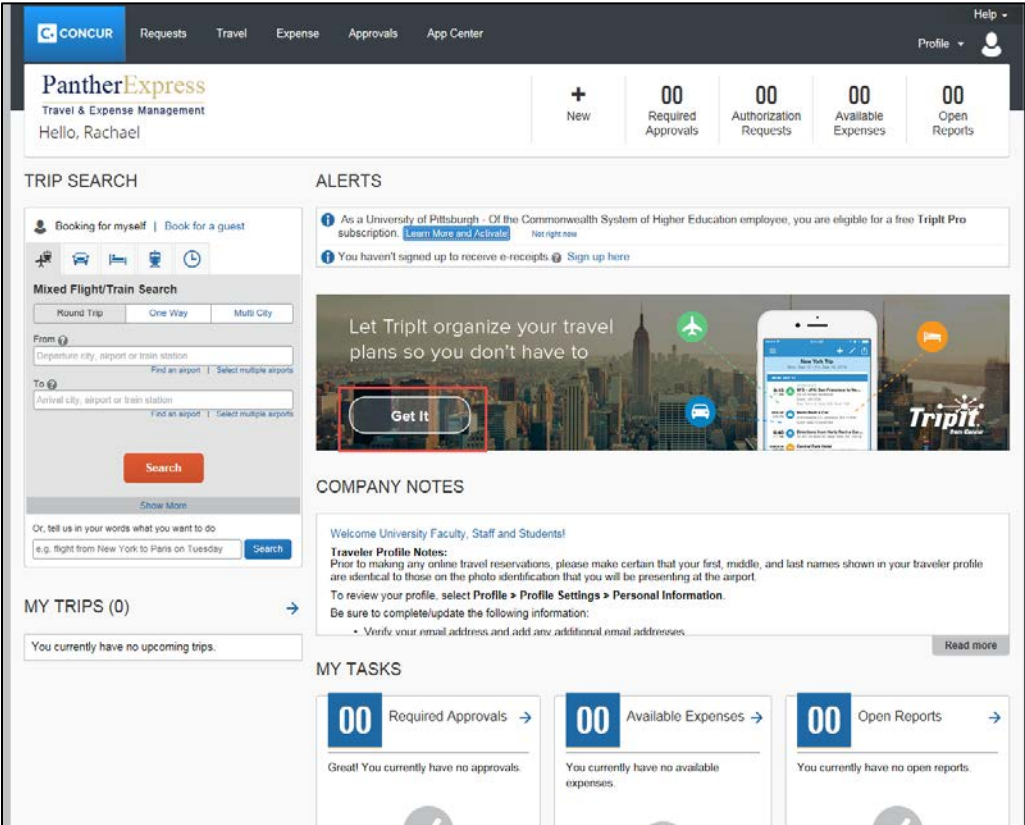 Help
C. CONCUR Requests Travel Expense Approvals App Center
Profile
PantherExpress
Travel & Expense Management
Hello, Rachael
+ 00 00 00 00
New Required Authorization Available Open
Approvals Requests Expenses Reports
TRIP SEARCH
Booking for myself | Book for a guest
Mixed Flight/Train Search
Round Trip One Way Multi City
From
Departure city, airport or train station
Find an airport | Select multiple airports
To
Arrival city, airport or train station
Find an airport | Select multiple airports
Search
Show More
Or, tell us in your words what you want to do
e.g. flight from New York to Paris on Tuesday Search
MY TRIPS (0)
You currently have no upcoming trips.
ALERTS
As a University of Pittsburgh - Of the Commonwealth System of Higher Education employee, you are eligible for a free TripIt Pro
subscription. Learn More and Activate Not right now
You haven't signed up to receive e-receipts. Sign up here
Let TripIt organize your travel
plans so you don't have to
Get It
New York Trip
TripIt
from Concur
COMPANY NOTES
Welcome University Faculty, Staff and Students!
Traveler Profile Notes:
Prior to making any online travel reservations, please make certain that your first, middle, and last names shown in your traveler profile
are identical to those on the photo identification that you will be presenting at the airport.
To review your profile, select Profile > Profile Settings > Personal Information.
Be sure to complete/update the following information:
• Verify your email address and add any additional email addresses
Read more
MY TASKS
00 Required Approvals
Great! You currently have no approvals.
00 Available Expenses
You currently have no available
expenses.
00 Open Reports
You currently have no open reports.